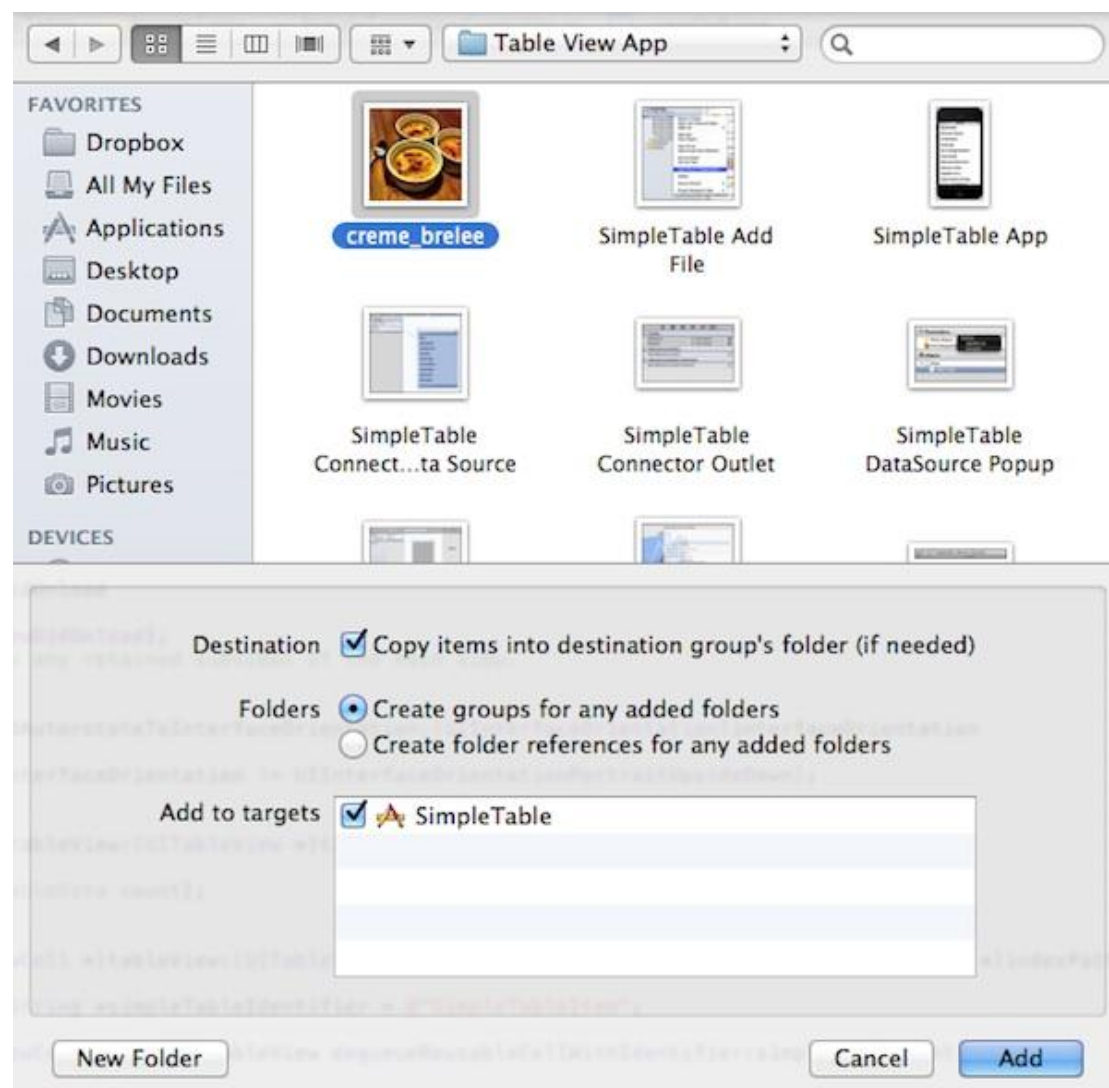 Table View App
FAVORITES
Dropbox
All My Files
Applications
Desktop
Documents
Downloads
Movies
Music
Pictures
DEVICES
creme_brelee
SimpleTable Add
File
SimpleTable App
SimpleTable
Connect...ta Source
SimpleTable
Connector Outlet
SimpleTable
DataSource Popup
Destination Copy items into destination group's folder (if needed)
Folders Create groups for any added folders
Create folder references for any added folders
Add to targets SimpleTable
New Folder Cancel Add